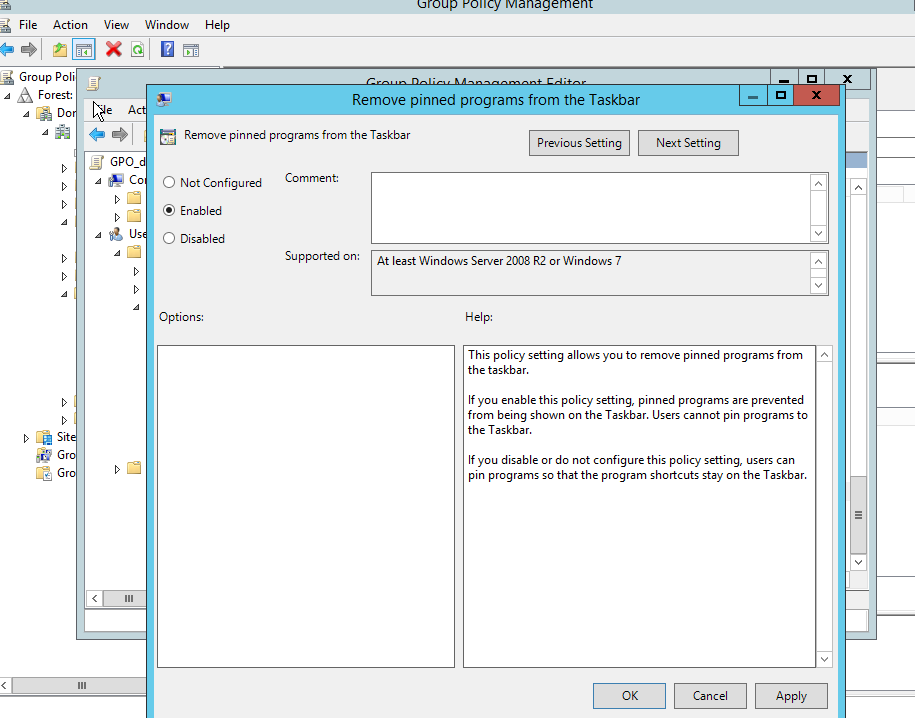 Group Policy Management
File Action View Window Help
Group Poli
Forest:
Dor
Site
Gro
Gro
Group Policy Management Editor
Act
GPO_d
Cor
Use
Remove pinned programs from the Taskbar
Remove pinned programs from the Taskbar
Previous Setting
Next Setting
Not Configured
Enabled
Disabled
Comment:
Supported on:
At least Windows Server 2008 R2 or Windows 7
Options:
Help:
This policy setting allows you to remove pinned programs from
the taskbar.
If you enable this policy setting, pinned programs are prevented
from being shown on the Taskbar. Users cannot pin programs to
the Taskbar.
If you disable or do not configure this policy setting, users can
pin programs so that the program shortcuts stay on the Taskbar.
OK
Cancel
Apply